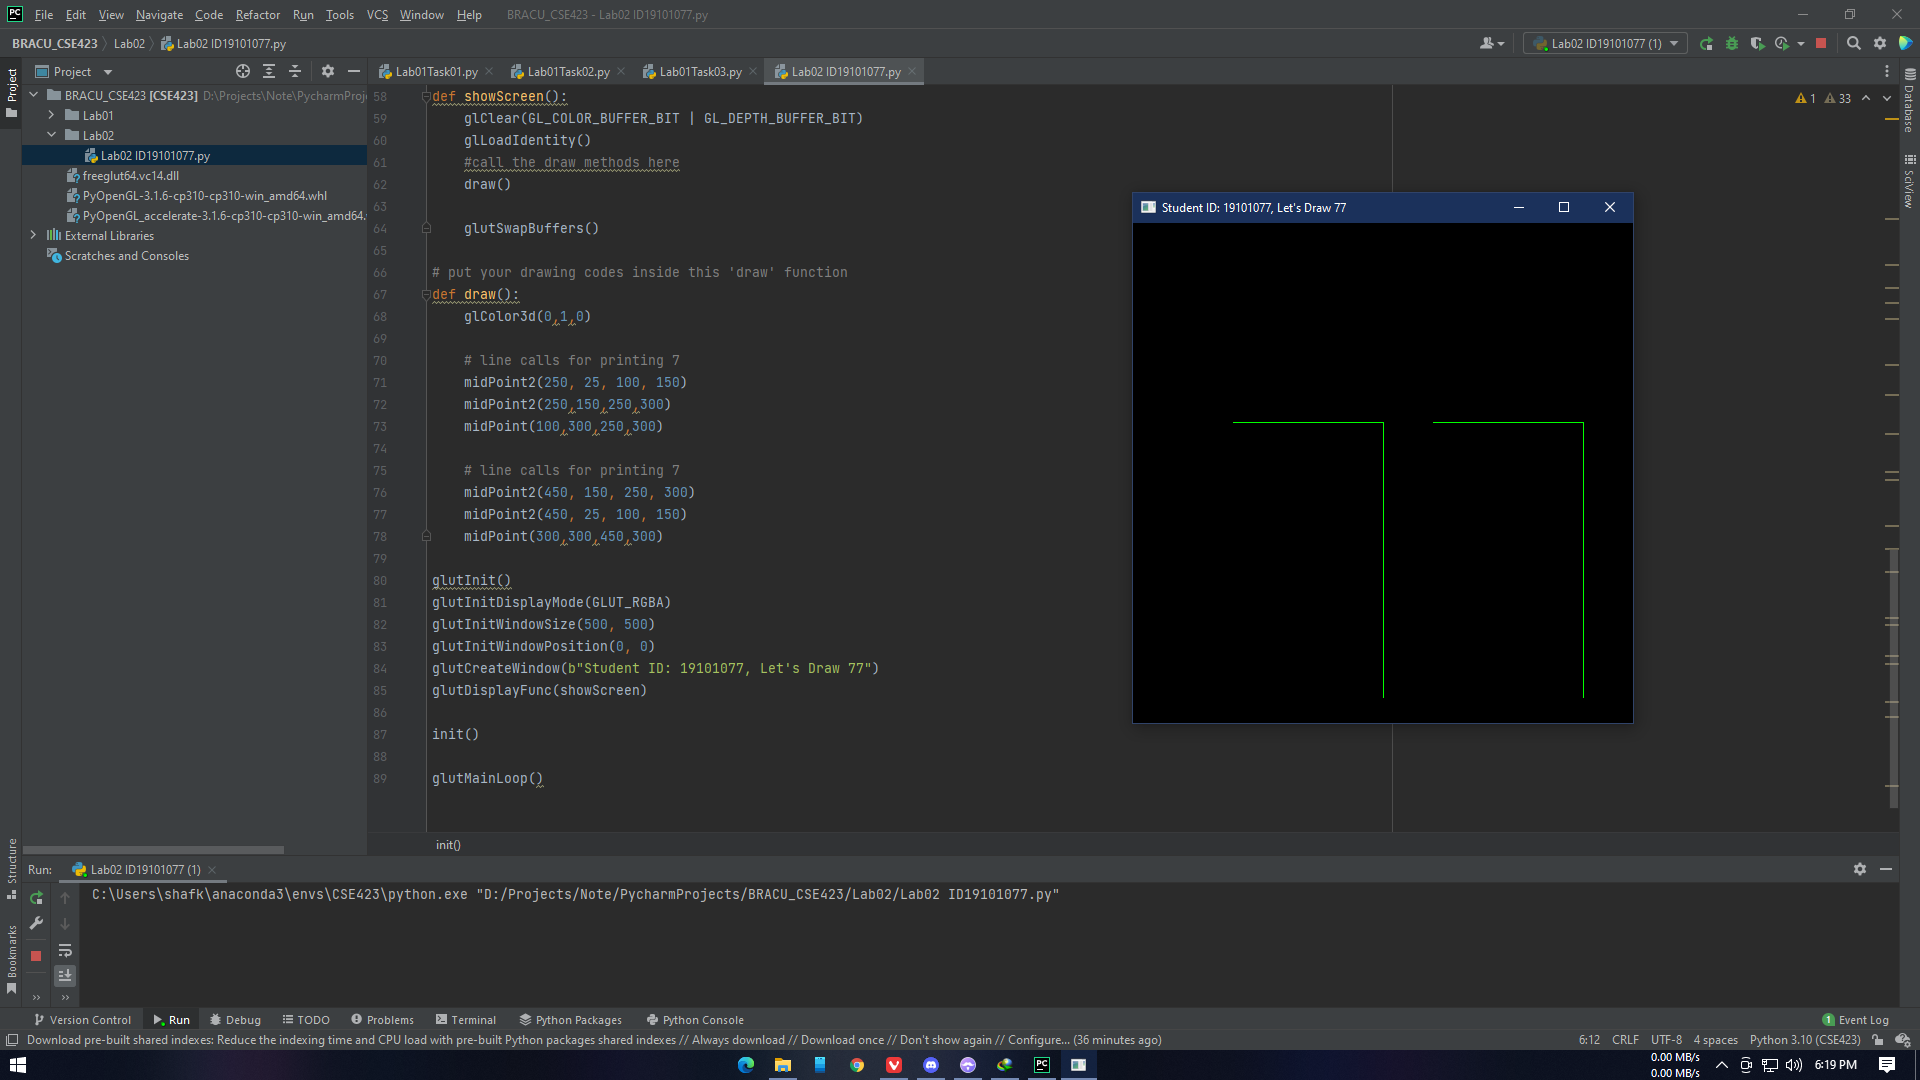 File Edit View Navigate Code Refactor Run Tools VCS Window Help BRACU_CSE423 - Lab02 ID19101077.py
BRACU_CSE423 Lab02 Lab02 ID19101077.py Lab02 ID19101077 (1)
Project Lab01Task01.py Lab01Task02.py Lab01Task03.py Lab02 ID19101077.py
Project
BRACU_CSE423 [CSE423] D:\Projects\Note\PycharmProj
Lab01
Lab02
Lab02 ID19101077.py
freeglut64.vc14.dll
PyOpenGL-3.1.6-cp310-cp310-win_amd64.whl
PyOpenGL_accelerate-3.1.6-cp310-cp310-win_amd64.
External Libraries
Scratches and Consoles
1 33
Database
SciView
58 def showScreen():
59 glClear(GL_COLOR_BUFFER_BIT | GL_DEPTH_BUFFER_BIT)
60 glLoadIdentity()
61 #call the draw methods here
62 draw()
63
64 glutSwapBuffers()
65
66 # put your drawing codes inside this 'draw' function
67 def draw():
68 glColor3d(0,1,0)
69
70 # line calls for printing 7
71 midPoint2(250, 25, 100, 150)
72 midPoint2(250,150,250,300)
73 midPoint(100,300,250,300)
74
75 # line calls for printing 7
76 midPoint2(450, 150, 250, 300)
77 midPoint2(450, 25, 100, 150)
78 midPoint(300,300,450,300)
79
80 glutInit()
81 glutInitDisplayMode(GLUT_RGBA)
82 glutInitWindowSize(500, 500)
83 glutInitWindowPosition(0, 0)
84 glutCreateWindow(b"Student ID: 19101077, Let's Draw 77")
85 glutDisplayFunc(showScreen)
86
87 init()
88
89 glutMainLoop()
init()
Student ID: 19101077, Let's Draw 77
Structure
Bookmarks
Run: Lab02 ID19101077 (1)
C:\Users\shafk\anaconda3\envs\CSE423\python.exe "D:/Projects/Note/PycharmProjects/BRACU_CSE423/Lab02/Lab02 ID19101077.py"
Version Control Run Debug TODO Problems Terminal Python Packages Python Console 1 Event Log
Download pre-built shared indexes: Reduce the indexing time and CPU load with pre-built Python packages shared indexes // Always download // Download once // Don't show again // Configure... (36 minutes ago) 6:12 CRLF UTF-8 4 spaces Python 3.10 (CSE423)
0.00 MB/s
0.00 MB/s
6:19 PM